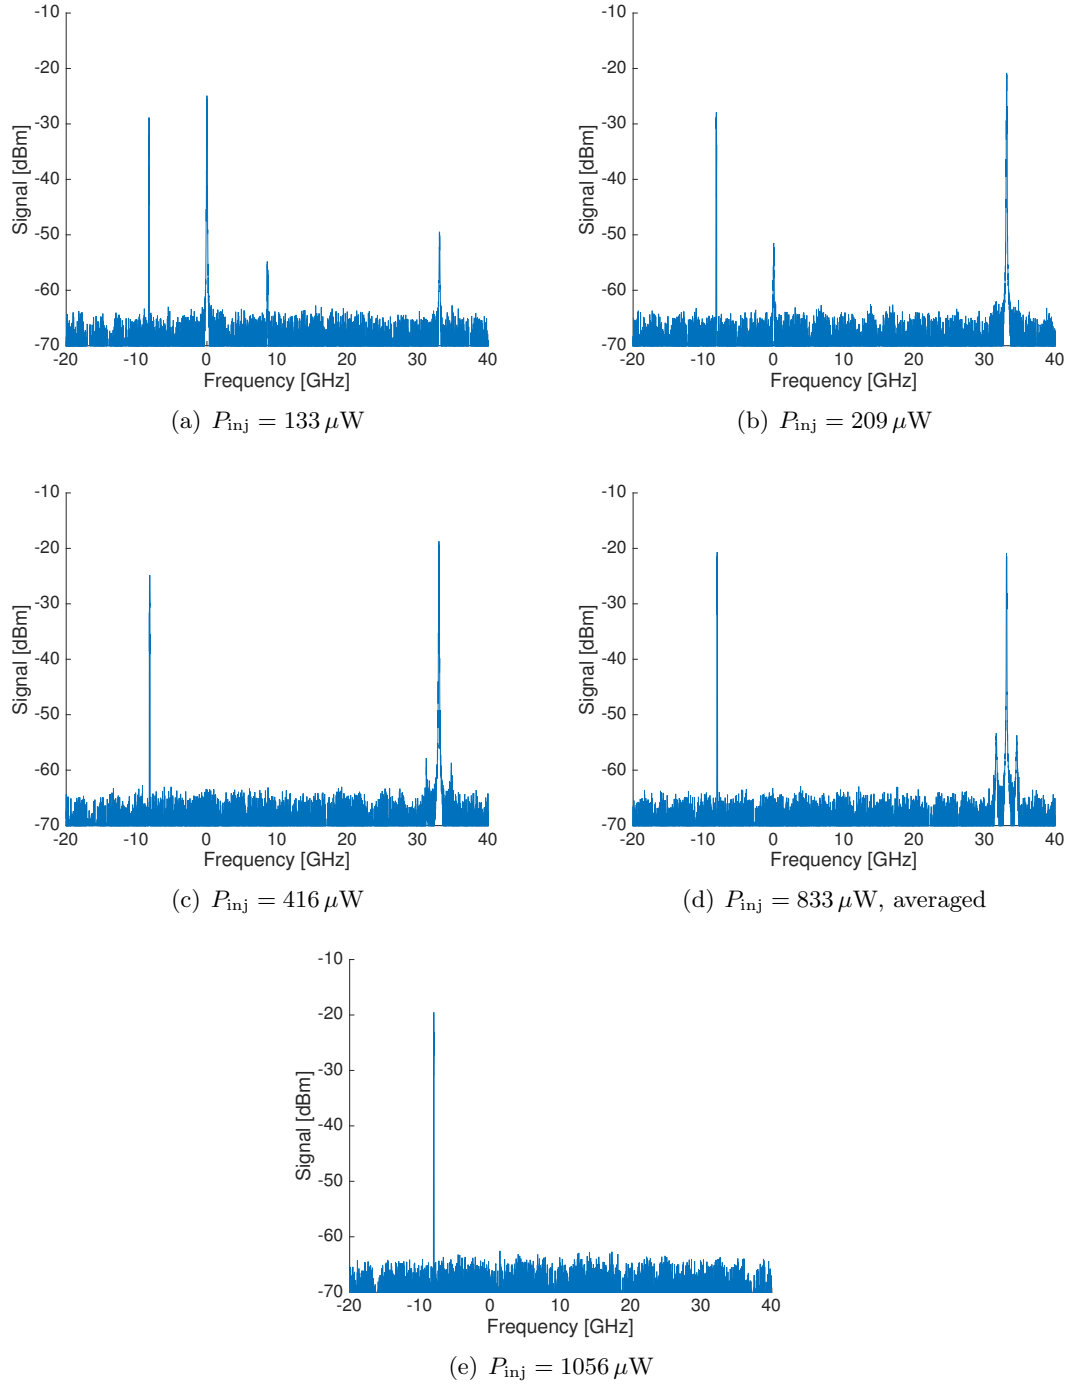 -10
-20
-30
-40
-50
-60
-70
Signal [dBm]
-20 -10 0 10 20 30 40
Frequency [GHz]
(a) P_inj = 133 μW
-10
-20
-30
-40
-50
-60
-70
Signal [dBm]
-20 -10 0 10 20 30 40
Frequency [GHz]
(b) P_inj = 209 μW
-10
-20
-30
-40
-50
-60
-70
Signal [dBm]
-20 -10 0 10 20 30 40
Frequency [GHz]
(c) P_inj = 416 μW
-10
-20
-30
-40
-50
-60
-70
Signal [dBm]
-20 -10 0 10 20 30 40
Frequency [GHz]
(d) P_inj = 833 μW, averaged
-10
-20
-30
-40
-50
-60
-70
Signal [dBm]
-20 -10 0 10 20 30 40
Frequency [GHz]
(e) P_inj = 1056 μW